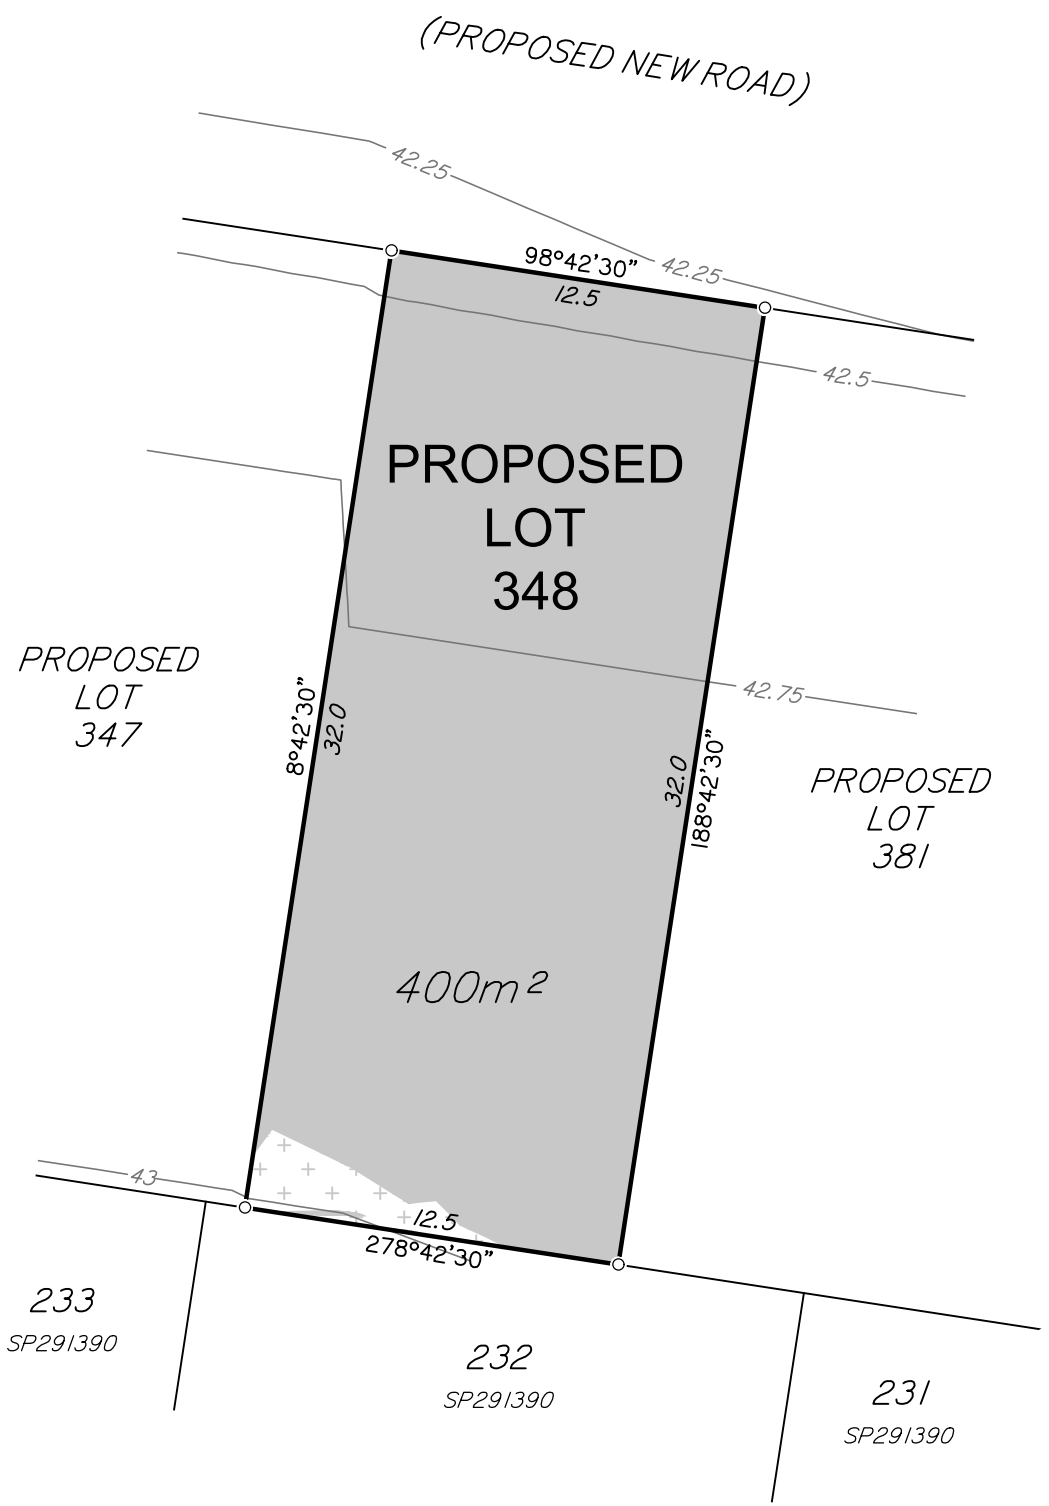 (PROPOSED NEW ROAD)
42.25
98°42'30"
42.25
12.5
42.5
PROPOSED
LOT
348
PROPOSED
LOT
347
8°42'30"
32.0
42.75
32.0
188°42'30"
PROPOSED
LOT
381
400m²
43
12.5
278°42'30"
233
SP291390
232
SP291390
231
SP291390